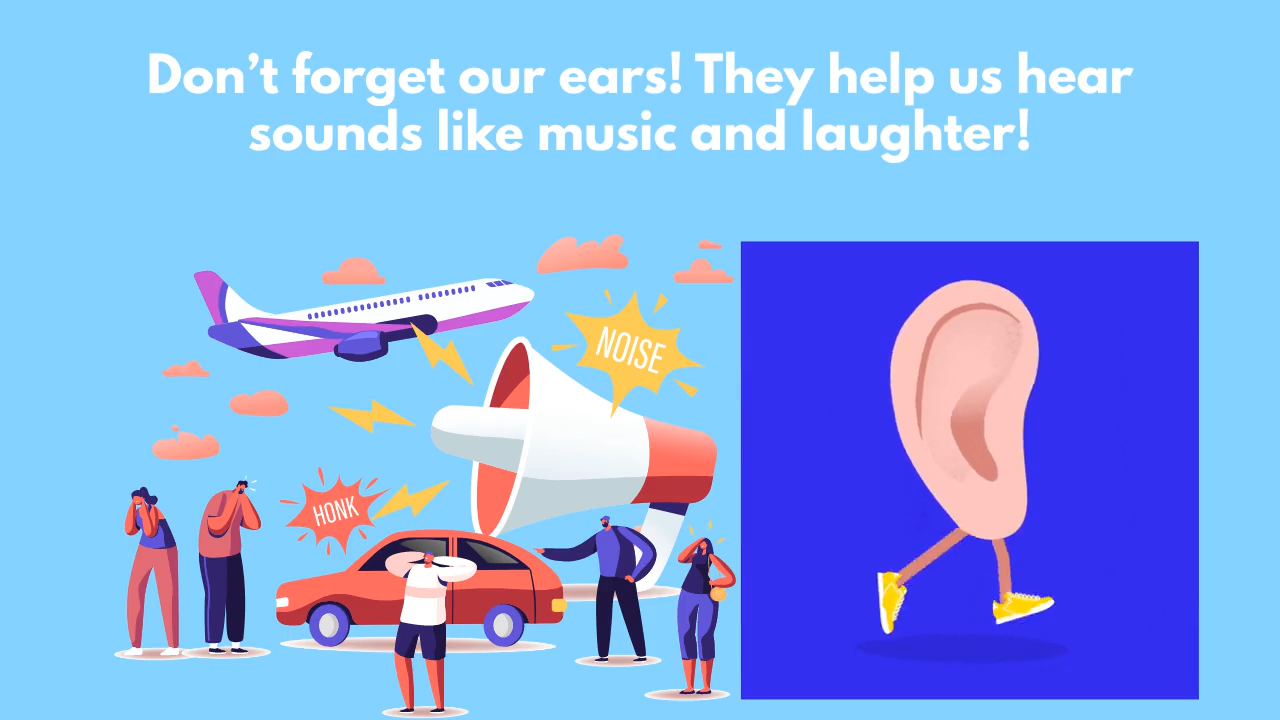 Don’t forget our ears! They help us hear
sounds like music and laughter!
NOISE
HONK